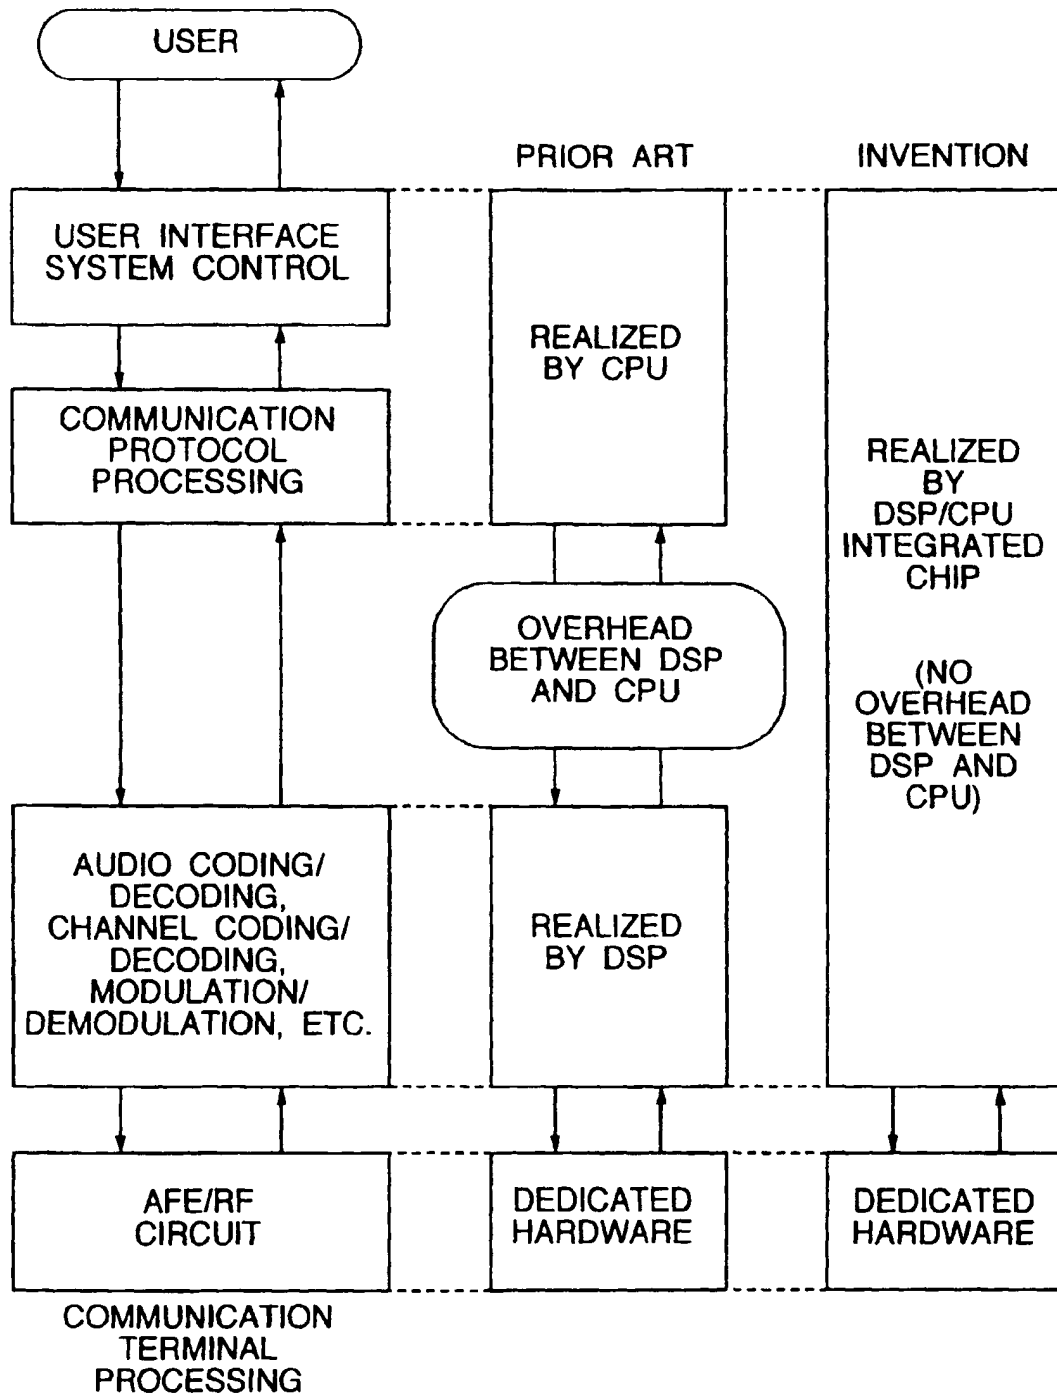 USER
PRIOR ART
INVENTION
USER INTERFACE
SYSTEM CONTROL
REALIZED
BY CPU
COMMUNICATION
PROTOCOL
PROCESSING
REALIZED
BY
DSP/CPU
INTEGRATED
CHIP
OVERHEAD
BETWEEN DSP
AND CPU
(NO
OVERHEAD
BETWEEN
DSP AND
CPU)
AUDIO CODING/
DECODING,
CHANNEL CODING/
DECODING,
MODULATION/
DEMODULATION, ETC.
REALIZED
BY DSP
AFE/RF
CIRCUIT
DEDICATED
HARDWARE
DEDICATED
HARDWARE
COMMUNICATION
TERMINAL
PROCESSING